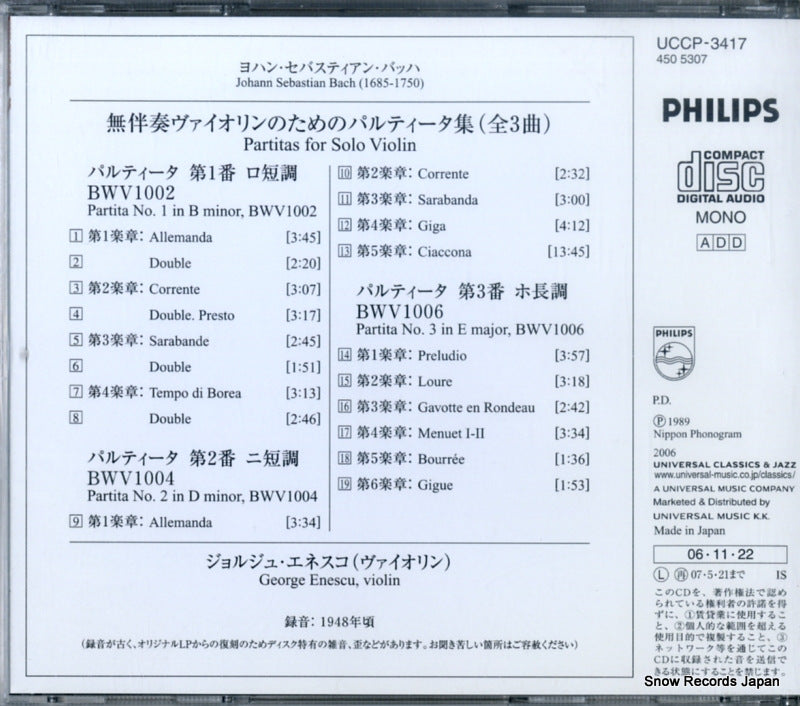 ヨハン・セバスティアン・バッハ
Johann Sebastian Bach (1685-1750)
無伴奏ヴァイオリンのためのパルティータ集(全3曲)
Partitas for Solo Violin
パルティータ 第1番 ロ短調
BWV1002
Partita No. 1 in B minor, BWV1002
1 第1楽章: Allemanda [3:45]
2 Double [2:20]
3 第2楽章: Corrente [3:07]
4 Double. Presto [3:17]
5 第3楽章: Sarabande [2:45]
6 Double [1:51]
7 第4楽章: Tempo di Borea [3:13]
8 Double [2:46]
パルティータ 第2番 ニ短調
BWV1004
Partita No. 2 in D minor, BWV1004
9 第1楽章: Allemanda [3:34]
10 第2楽章: Corrente [2:32]
11 第3楽章: Sarabanda [3:00]
12 第4楽章: Giga [4:12]
13 第5楽章: Ciaccona [13:45]
パルティータ 第3番 ホ長調
BWV1006
Partita No. 3 in E major, BWV1006
14 第1楽章: Preludio [3:57]
15 第2楽章: Loure [3:18]
16 第3楽章: Gavotte en Rondeau [2:42]
17 第4楽章: Menuet I-II [3:34]
18 第5楽章: Bourrée [1:36]
19 第6楽章: Gigue [1:53]
ジョルジュ・エネスコ(ヴァイオリン)
George Enescu, violin
録音:1948年頃
(録音が古く、オリジナルLPからの復刻のためディスク特有の雑音、歪などがあります。お聞き苦しい箇所はご容赦ください)
UCCP-3417
450 5307
PHILIPS
COMPACT
disc
DIGITAL AUDIO
MONO
ADD
PHILIPS
P.D.
Ⓟ1989
Nippon Phonogram
2006
UNIVERSAL CLASSICS & JAZZ
www.universal-music.co.jp/classics/
A UNIVERSAL MUSIC COMPANY
Marketed & Distributed by
UNIVERSAL MUSIC K.K.
Made in Japan
06・11・22
Ⓛ 再 07・5・21まで IS
このCDを、著作権法で認め
られている権利者の許諾を得
ずに、①賃貸業に使用するこ
と、②個人的な範囲を超える
使用目的で複製すること、③
ネットワーク等を通じてこの
CDに収録された音を送信で
きる状態にすることを禁じます。
Snow Records Japan